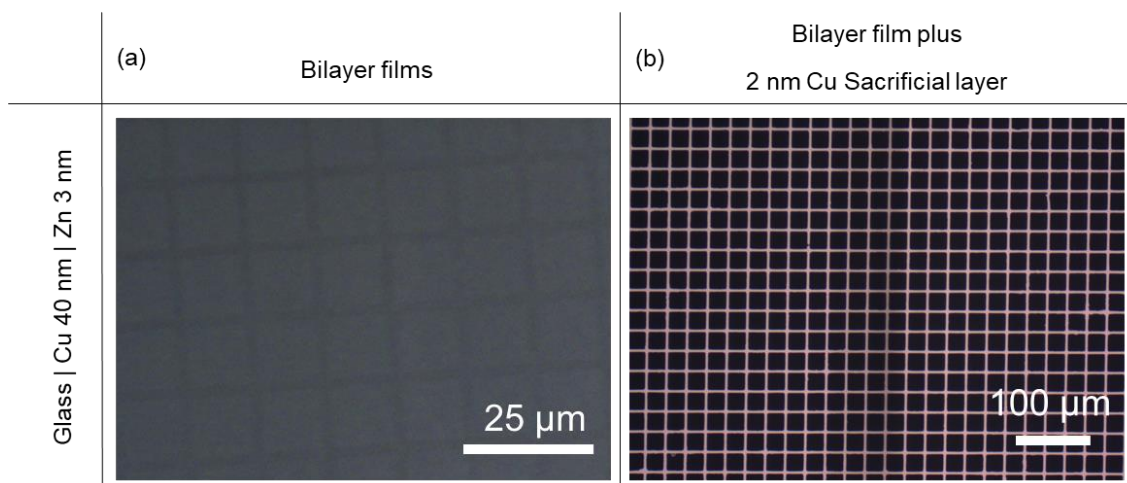 (a)
Bilayer films
(b)
Bilayer film plus
2 nm Cu Sacrificial layer
Glass | Cu 40 nm | Zn 3 nm
25 µm
100 µm